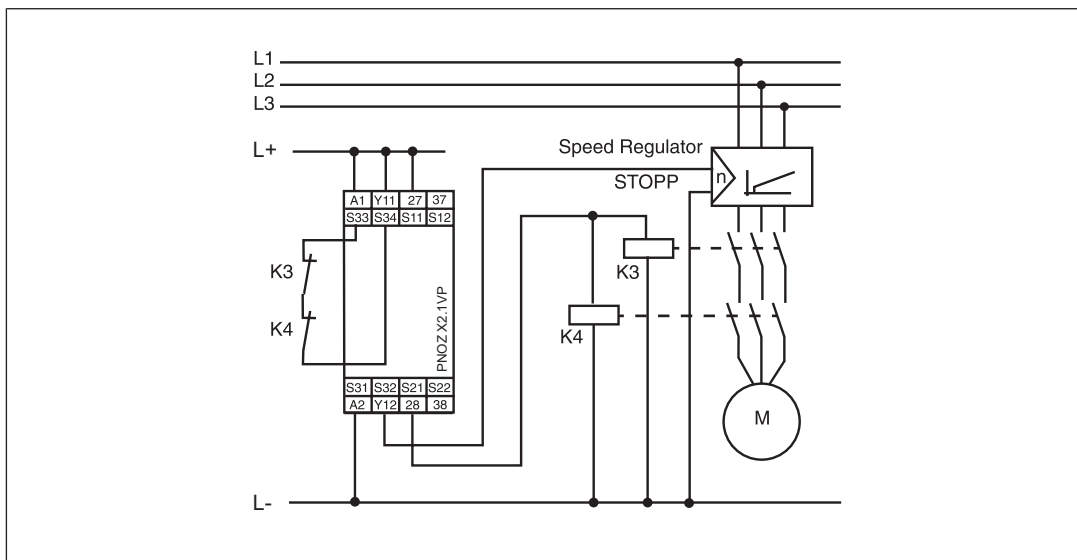 L1
L2
L3
L+
Speed Regulator
STOPP
n
A1 Y11 27 37
S33 S34 S11 S12
K3
K3
K4
K4
PNOZ X2.1VP
S31 S32 S21 S22
A2 Y12 28 38
M
L-